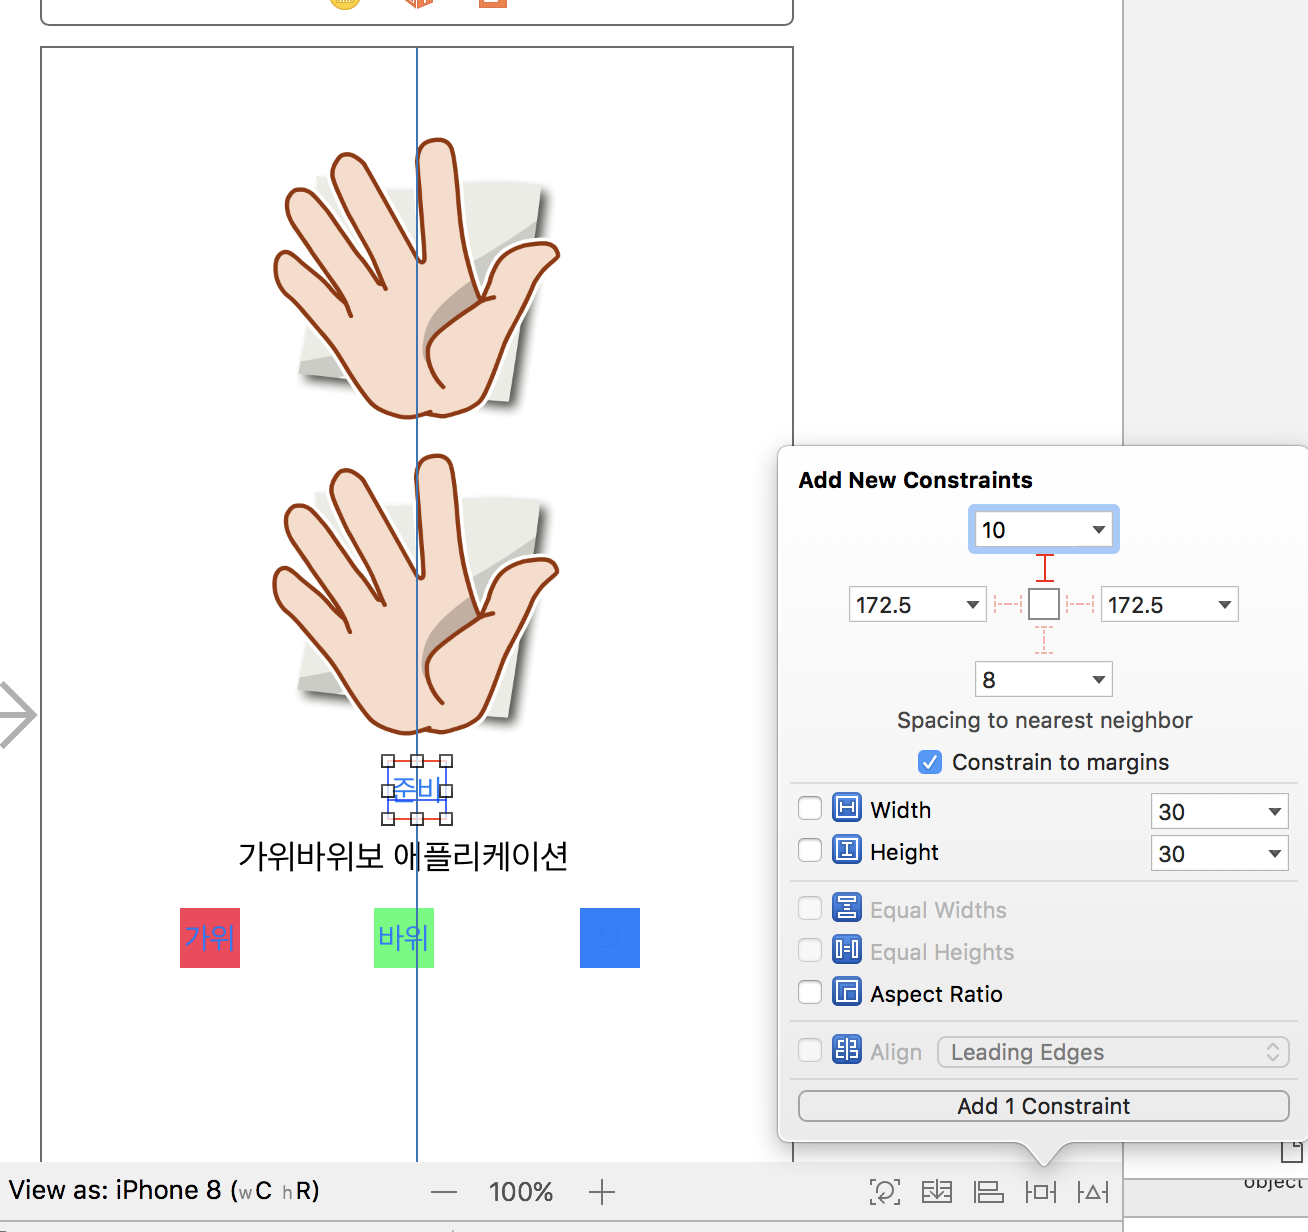 준비
가위바위보 애플리케이션
가위
바위
Add New Constraints
10
172.5
172.5
8
Spacing to nearest neighbor
Constrain to margins
Width
30
Height
30
Equal Widths
Equal Heights
Aspect Ratio
Align
Leading Edges
Add 1 Constraint
View as: iPhone 8 (wC hR)
100%
object